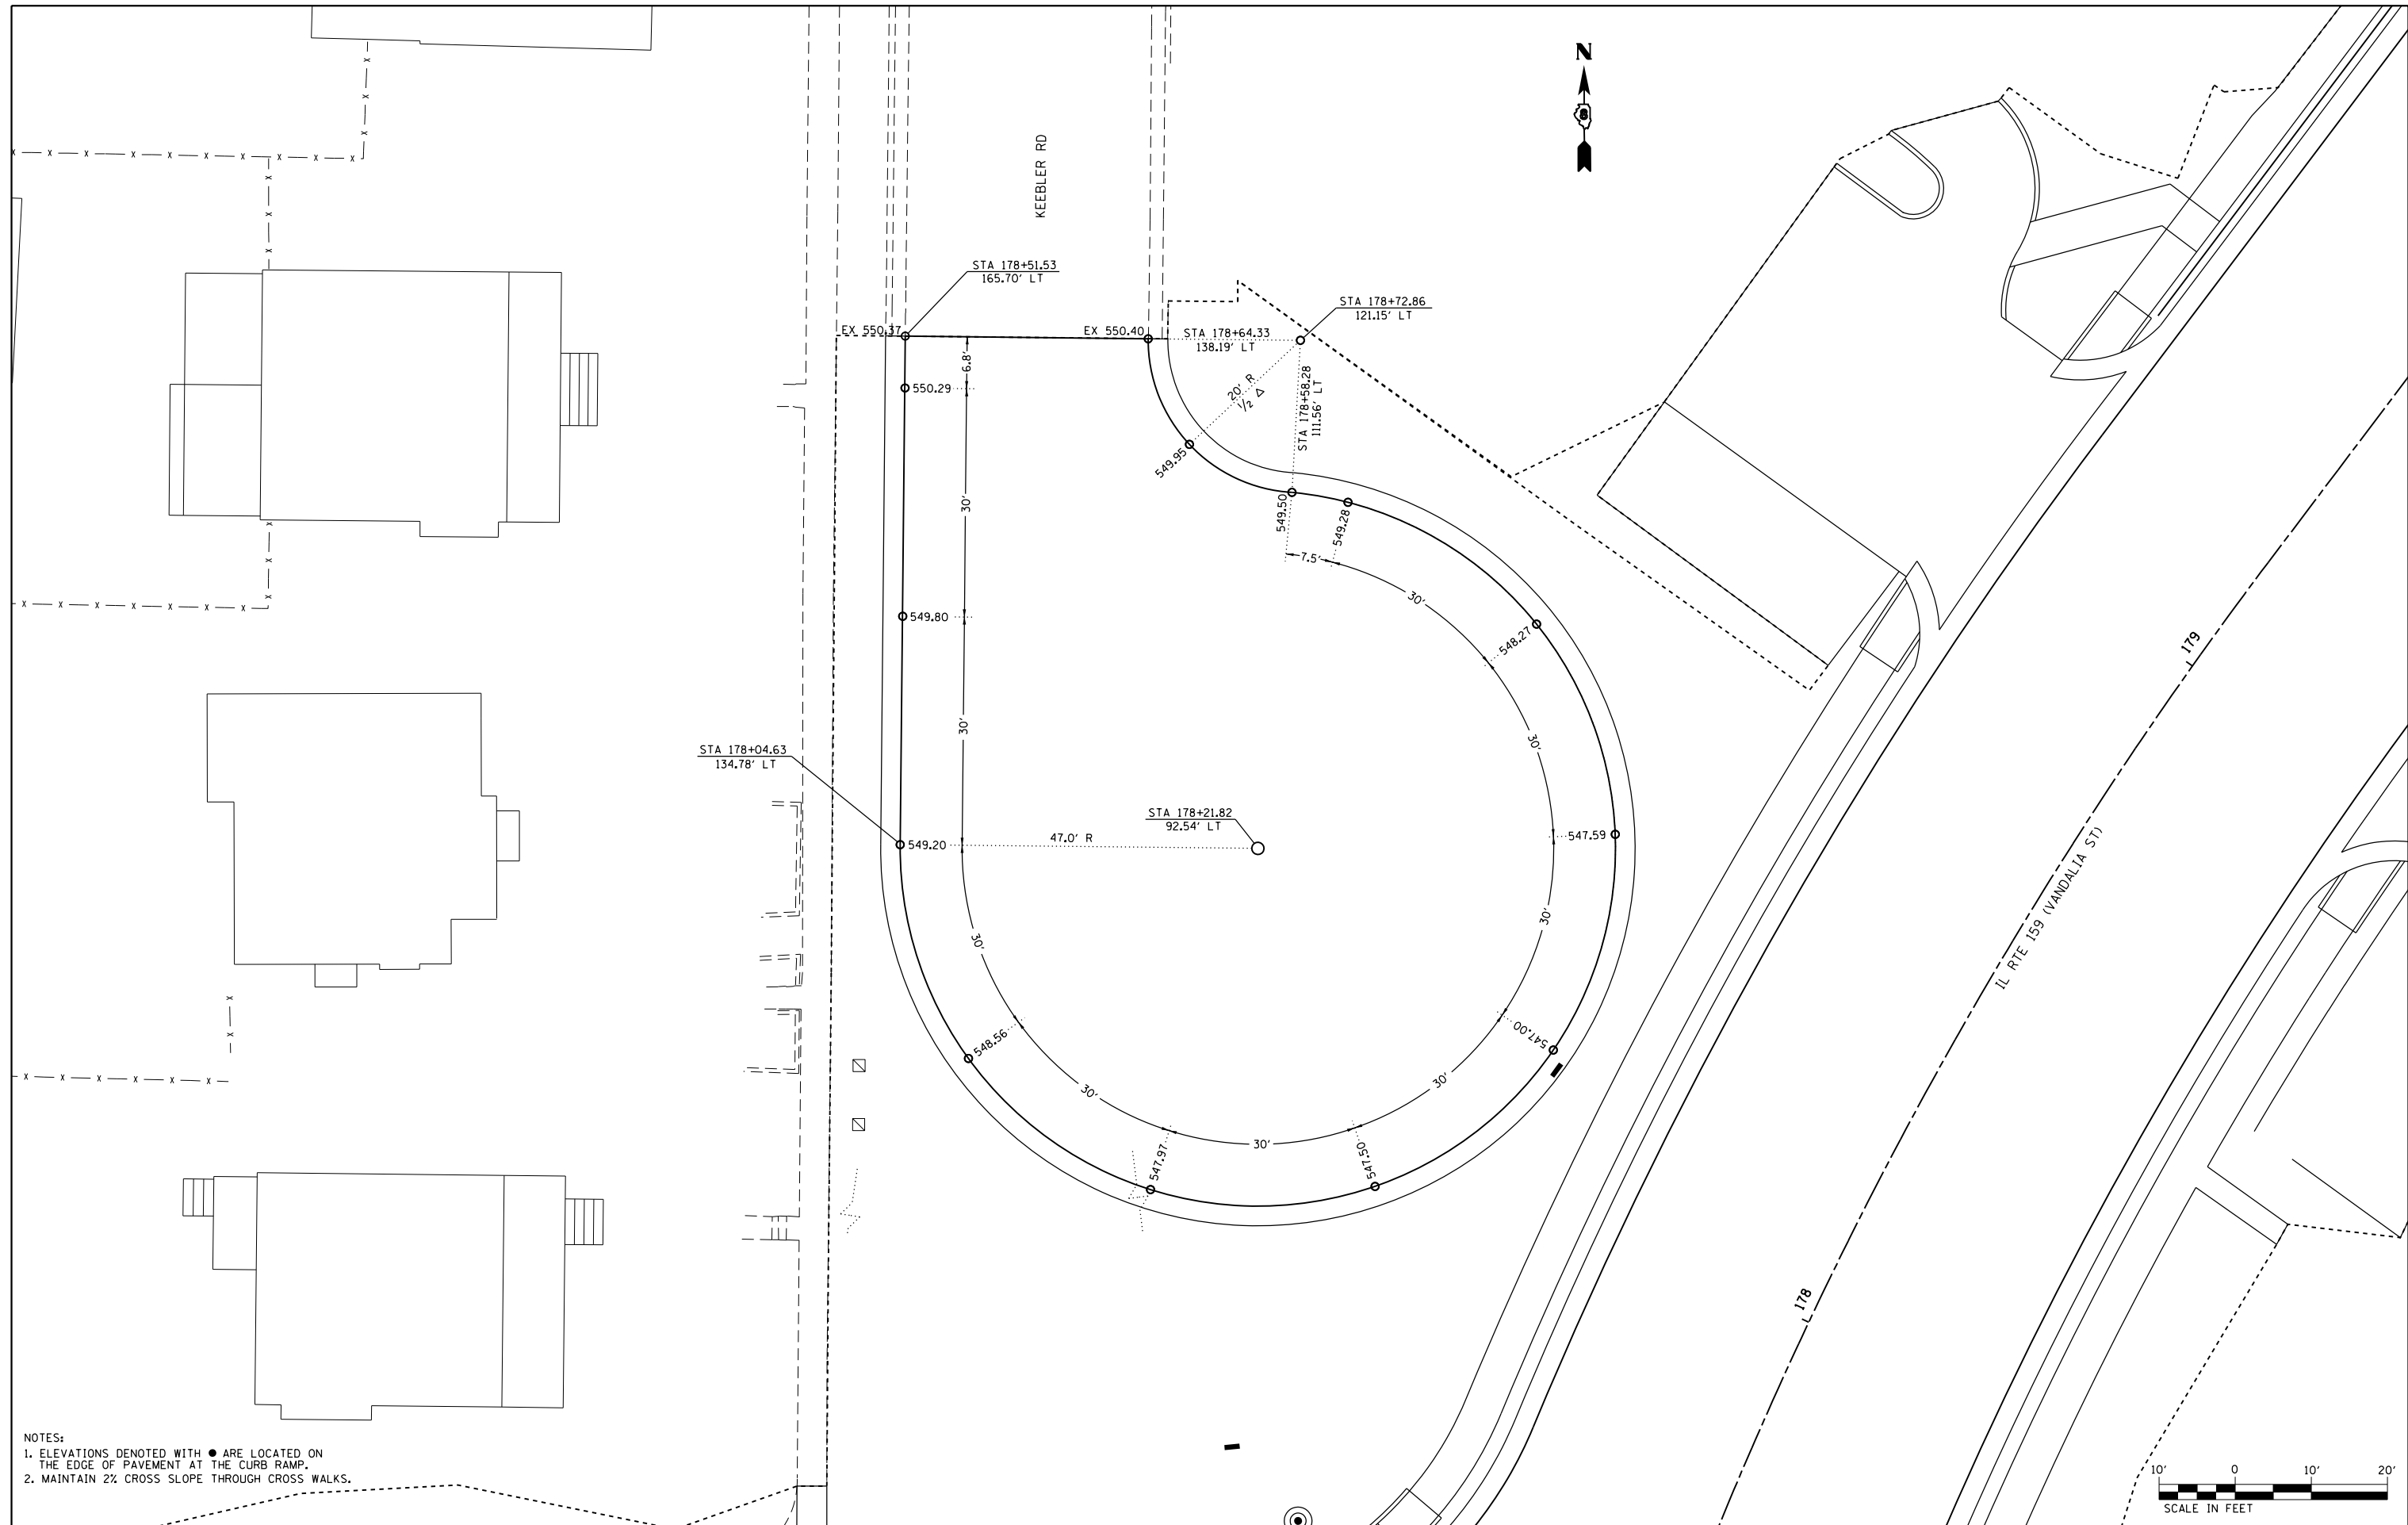 N
KEEBLER RD
STA 178+51.53
165.70' LT
STA 178+72.86
121.15' LT
EX 550.37
EX 550.40
STA 178+64.33
138.19' LT
6.8'
550.29
20' R
1/2 Δ
STA 178+58.28
111.56' LT
549.95
30'
549.50
549.28
7.5'
30'
549.80
548.27
179
30'
30'
STA 178+04.63
134.78' LT
STA 178+21.82
92.54' LT
549.20
47.0' R
547.59
IL RTE 159 (VANDALIA ST)
30'
30'
548.56
547.00
30'
30'
547.97
30'
547.50
178
NOTES:
1. ELEVATIONS DENOTED WITH ● ARE LOCATED ON
THE EDGE OF PAVEMENT AT THE CURB RAMP.
2. MAINTAIN 2% CROSS SLOPE THROUGH CROSS WALKS.
10' 0 10' 20'
SCALE IN FEET